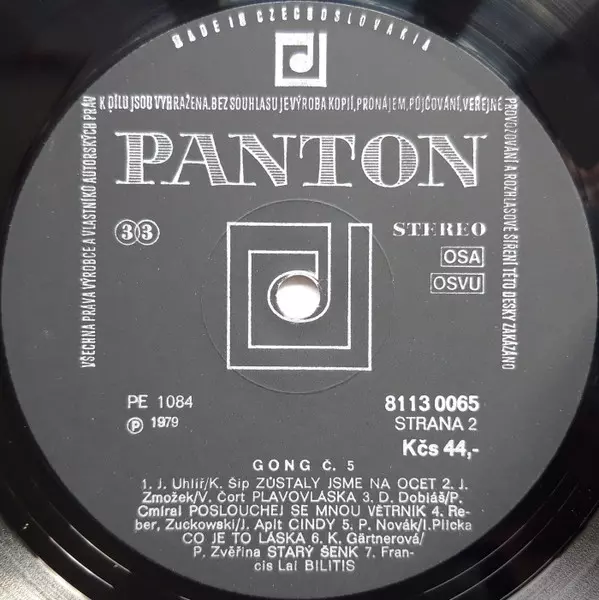 MADE IN CZECHOSLOVAKIA
VŠECHNA PRÁVA VÝROBCE A VLASTNÍKŮ AUTORSKÝCH PRÁV
K DÍLU JSOU VYHRAŽENA. BEZ SOUHLASU JE VÝROBA KOPIÍ, PRONÁJEM, PŮJČOVÁNÍ, VEŘEJNÉ
PROVOZOVÁNÍ A ROZHLASOVÉ ŠÍŘENÍ TÉTO DESKY ZAKÁZÁNO
PANTON
33
STEREO
OSA
OSVU
PE 1084
8113 0065
Ⓟ 1979
STRANA 2
Kčs 44,-
GONG Č. 5
1. J. Uhlíř/K. Šíp ZŮSTALY JSME NA OCET 2. J.
Zmožek/V. Čort PLAVOVLÁSKA 3. D. Dobiáš/P.
Cmíral POSLOUCHEJ SE MNOU VĚTRNÍK 4. Re-
ber, Zuckowski/J. Aplt CINDY 5. P. Novák/I. Plicka
CO JE TO LÁSKA 6. K. Gärtnerová/
P. Zvěřina STARÝ ŠENK 7. Fran-
cis Lai BILITIS